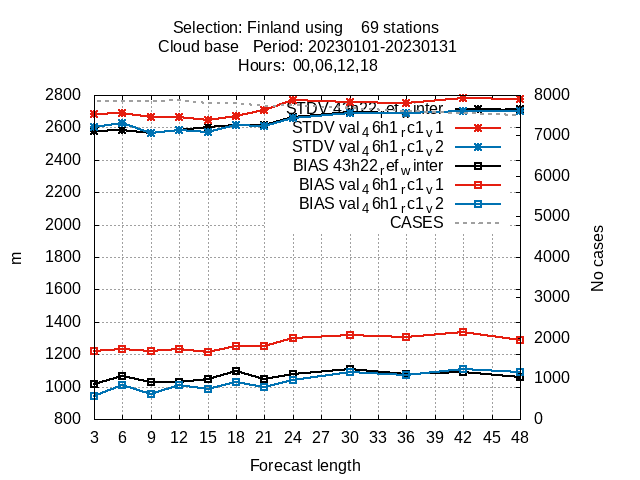 Selection: Finland using 69 stations
Cloud base Period: 20230101-20230131
Hours: 00,06,12,18
2800
2600
2400
2200
2000
1800
1600
1400
1200
1000
800
m
STDV 43h22_ref_winter
STDV val_46h1_rc1_v1
STDV val_46h1_rc1_v2
BIAS 43h22_ref_winter
BIAS val_46h1_rc1_v1
BIAS val_46h1_rc1_v2
CASES
8000
7000
6000
5000
4000
3000
2000
1000
0
No cases
3 6 9 12 15 18 21 24 27 30 33 36 39 42 45 48
Forecast length